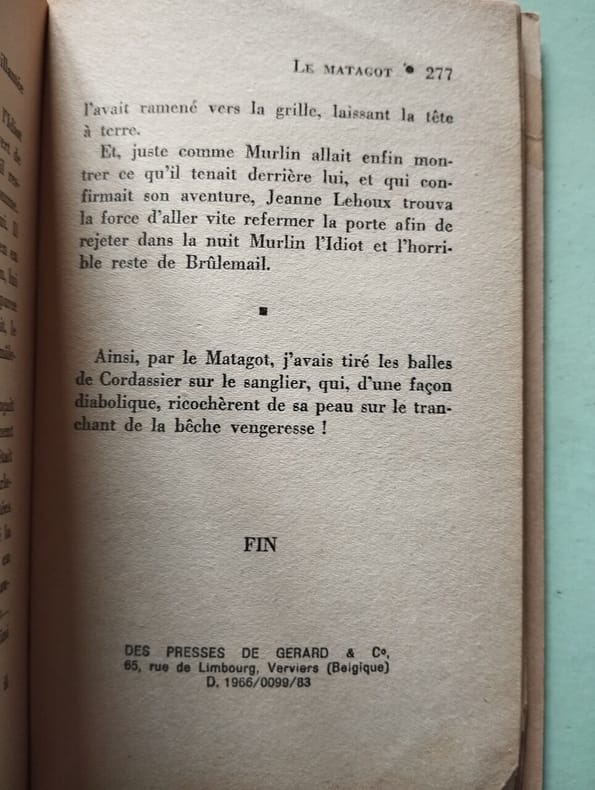 LE MATAGOT • 277
l'avait ramené vers la grille, laissant la tête
à terre.
Et, juste comme Murlin allait enfin mon-
trer ce qu'il tenait derrière lui, et qui con-
firmait son aventure, Jeanne Lehoux trouva
la force d'aller vite refermer la porte afin de
rejeter dans la nuit Murlin l'Idiot et l'horri-
ble reste de Brûlemail.
Ainsi, par le Matagot, j'avais tiré les balles
de Cordassier sur le sanglier, qui, d'une façon
diabolique, ricochèrent de sa peau sur le tran-
chant de la bêche vengeresse !
FIN
DES PRESSES DE GERARD & Cº,
65, rue de Limbourg, Verviers (Belgique)
D. 1966/0099/83